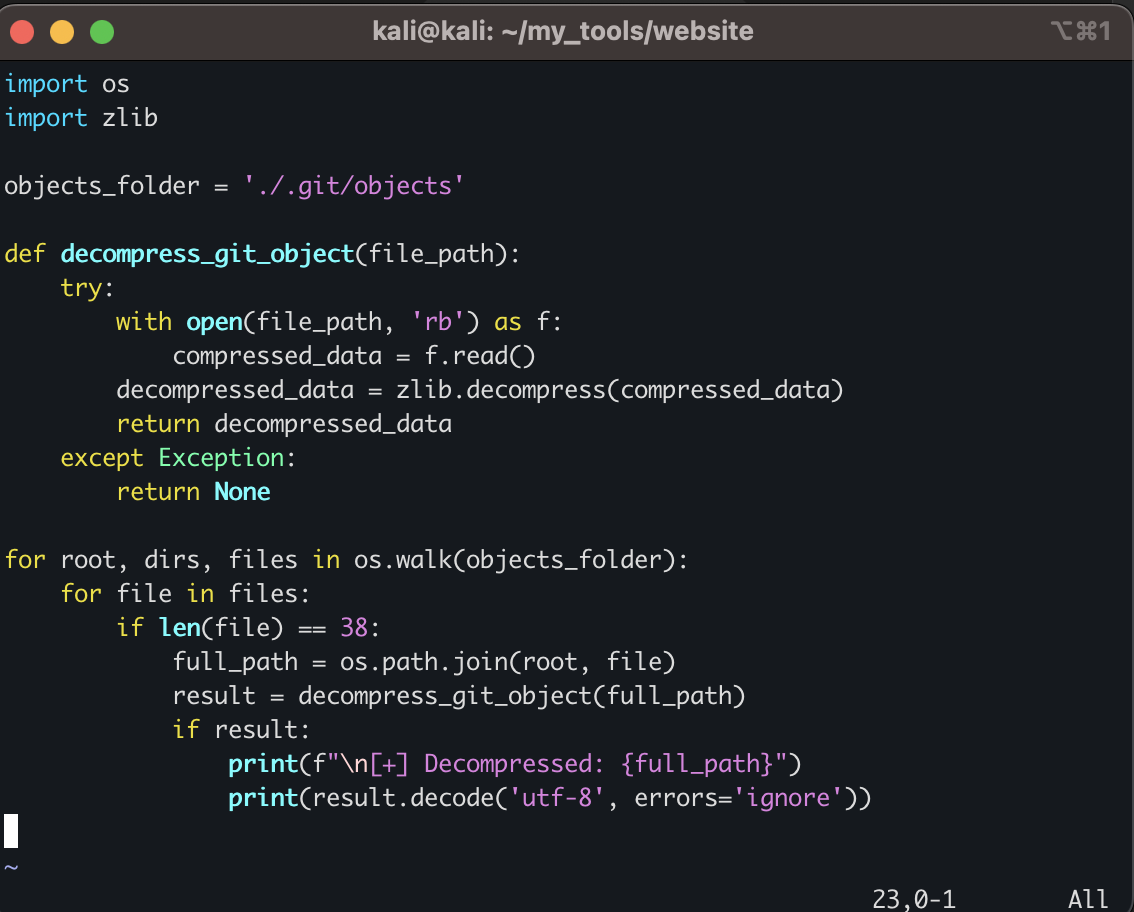 kali@kali: ~/my_tools/website
⌥⌘1
import os
import zlib

objects_folder = './.git/objects'

def decompress_git_object(file_path):
    try:
        with open(file_path, 'rb') as f:
            compressed_data = f.read()
        decompressed_data = zlib.decompress(compressed_data)
        return decompressed_data
    except Exception:
        return None

for root, dirs, files in os.walk(objects_folder):
    for file in files:
        if len(file) == 38:
            full_path = os.path.join(root, file)
            result = decompress_git_object(full_path)
            if result:
                print(f"\n[+] Decompressed: {full_path}")
                print(result.decode('utf-8', errors='ignore'))

~
23,0-1 All